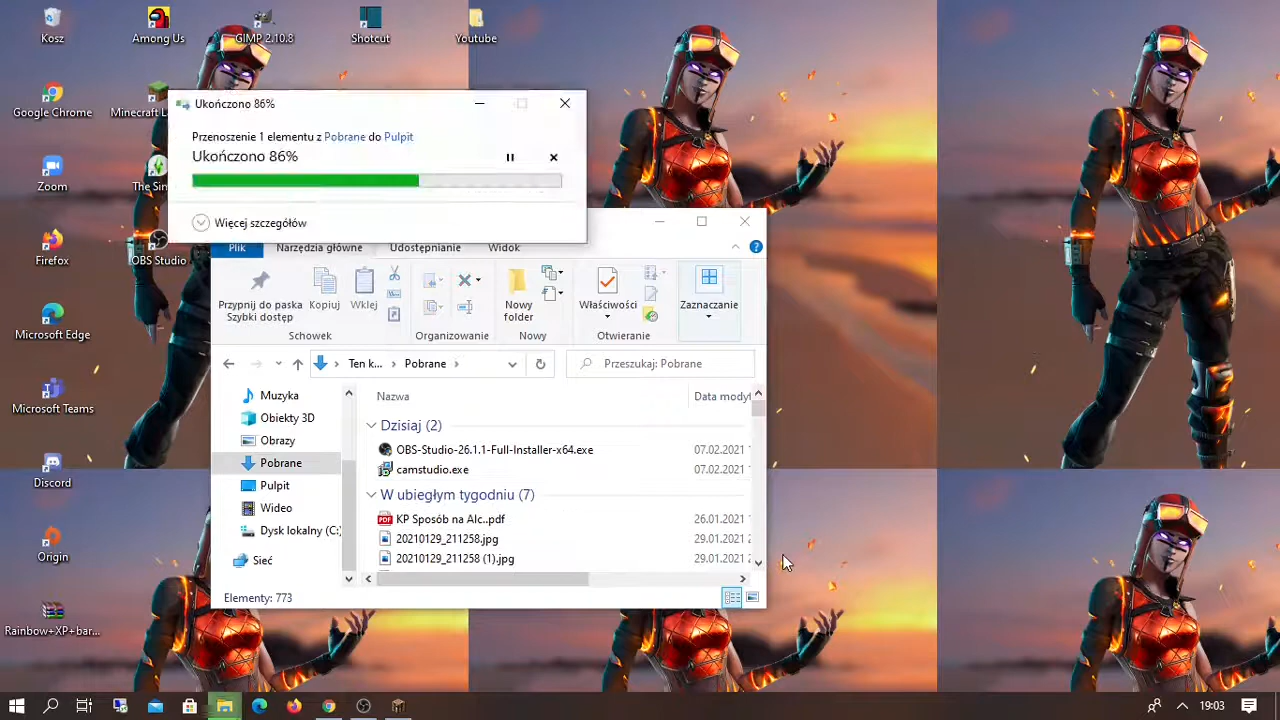 Kosz
Among Us
GIMP 2.10.8
Shotcut
Youtube
Google Chrome
Minecraft L
Zoom
The Sim
Firefox
OBS Studio
Microsoft Edge
Microsoft Teams
Discord
Origin
Rainbow+XP+bar...
Ukończono 86%
Przenoszenie 1 elementu z Pobrane do Pulpit
Ukończono 86%
Więcej szczegółów
Plik
Narzędzia główne
Udostępnianie
Widok
Przypnij do paska
Szybki dostęp
Kopiuj
Wklej
Nowy
folder
Właściwości
Zaznaczanie
Schowek
Organizowanie
Nowy
Otwieranie
Ten k... > Pobrane >
Przeszukaj: Pobrane
Muzyka
Obiekty 3D
Obrazy
Pobrane
Pulpit
Wideo
Dysk lokalny (C:)
Sieć
Nazwa
Data modyf
Dzisiaj (2)
OBS-Studio-26.1.1-Full-Installer-x64.exe
07.02.2021 1
camstudio.exe
07.02.2021 1
W ubiegłym tygodniu (7)
KP Sposób na Alc..pdf
26.01.2021
20210129_211258.jpg
29.01.2021 2
20210129_211258 (1).jpg
29.01.2021 2
Elementy: 773
19:03